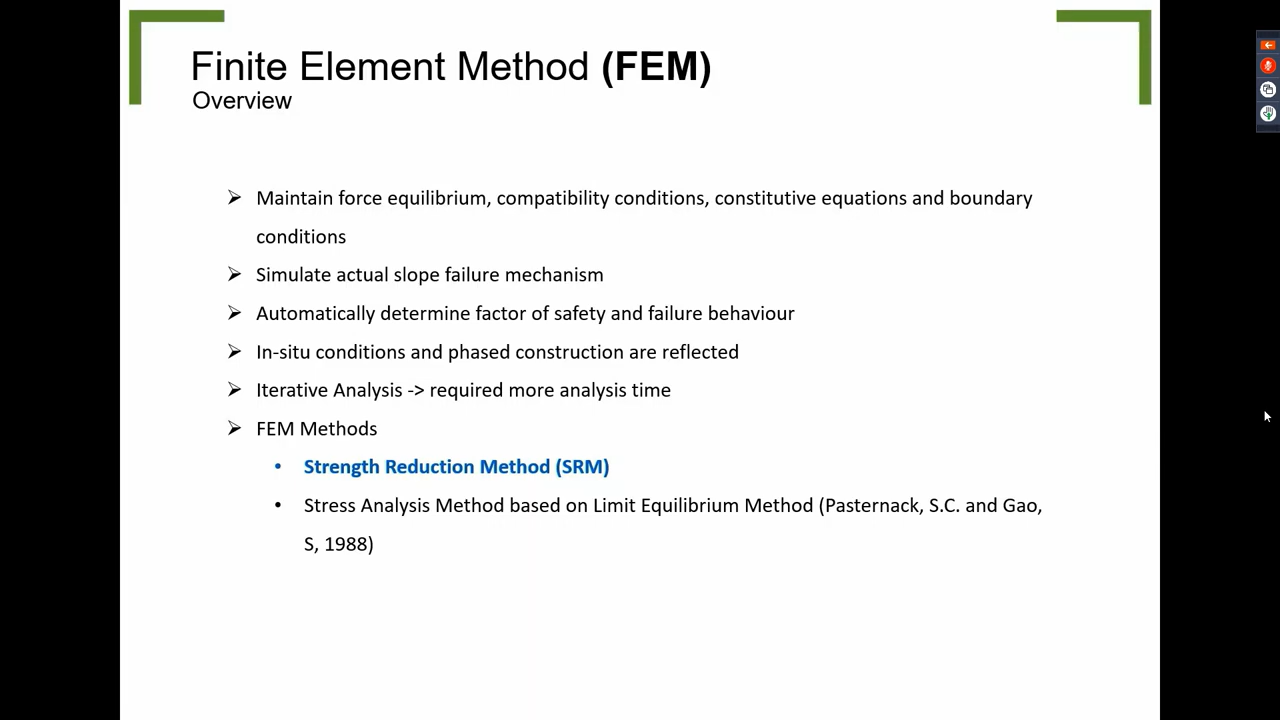 Finite Element Method (FEM)
Overview
Maintain force equilibrium, compatibility conditions, constitutive equations and boundary
conditions
Simulate actual slope failure mechanism
Automatically determine factor of safety and failure behaviour
In-situ conditions and phased construction are reflected
Iterative Analysis -> required more analysis time
FEM Methods
Strength Reduction Method (SRM)
Stress Analysis Method based on Limit Equilibrium Method (Pasternack, S.C. and Gao,
S, 1988)